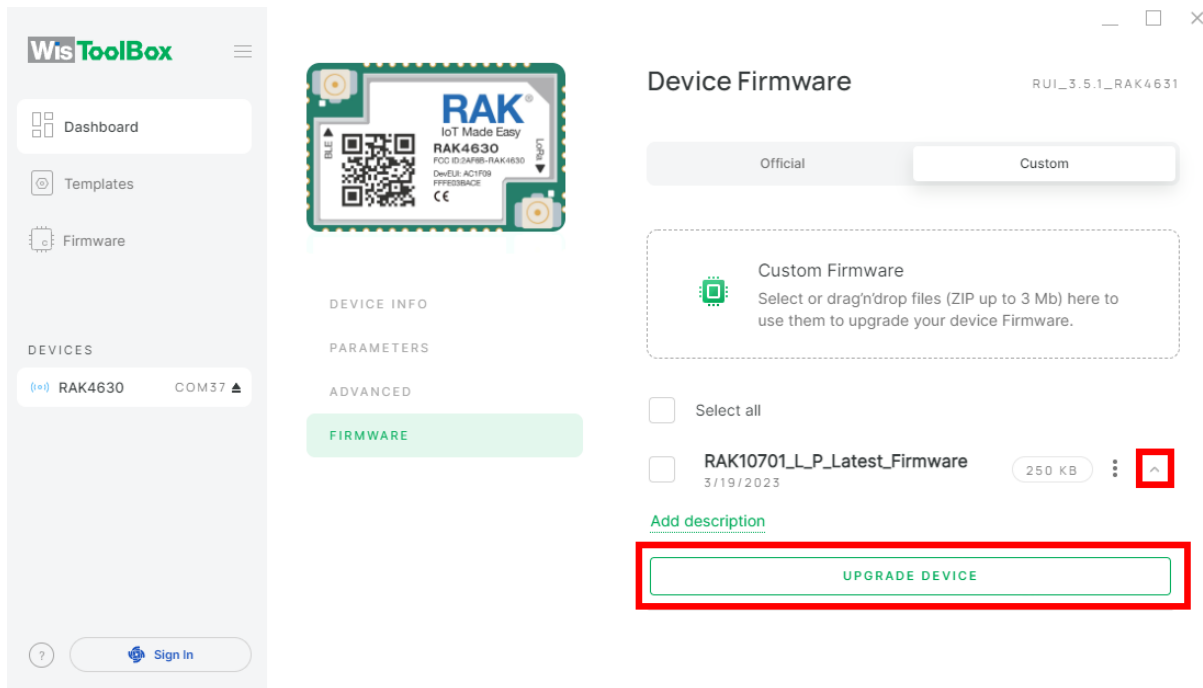 WisToolBox
Dashboard
Templates
Firmware
DEVICES
RAK4630 COM37
?
Sign In
RAK®
IoT Made Easy
RAK4630
FCC ID:2AF6B-RAK4630
DevEUI: AC1F09
FFFE03BACE
CE
BLE
LoRa
DEVICE INFO
PARAMETERS
ADVANCED
FIRMWARE
Device Firmware
RUI_3.5.1_RAK4631
Official
Custom
Custom Firmware
Select or drag'n'drop files (ZIP up to 3 Mb) here to
use them to upgrade your device Firmware.
Select all
RAK10701_L_P_Latest_Firmware
3/19/2023
250 KB
Add description
UPGRADE DEVICE